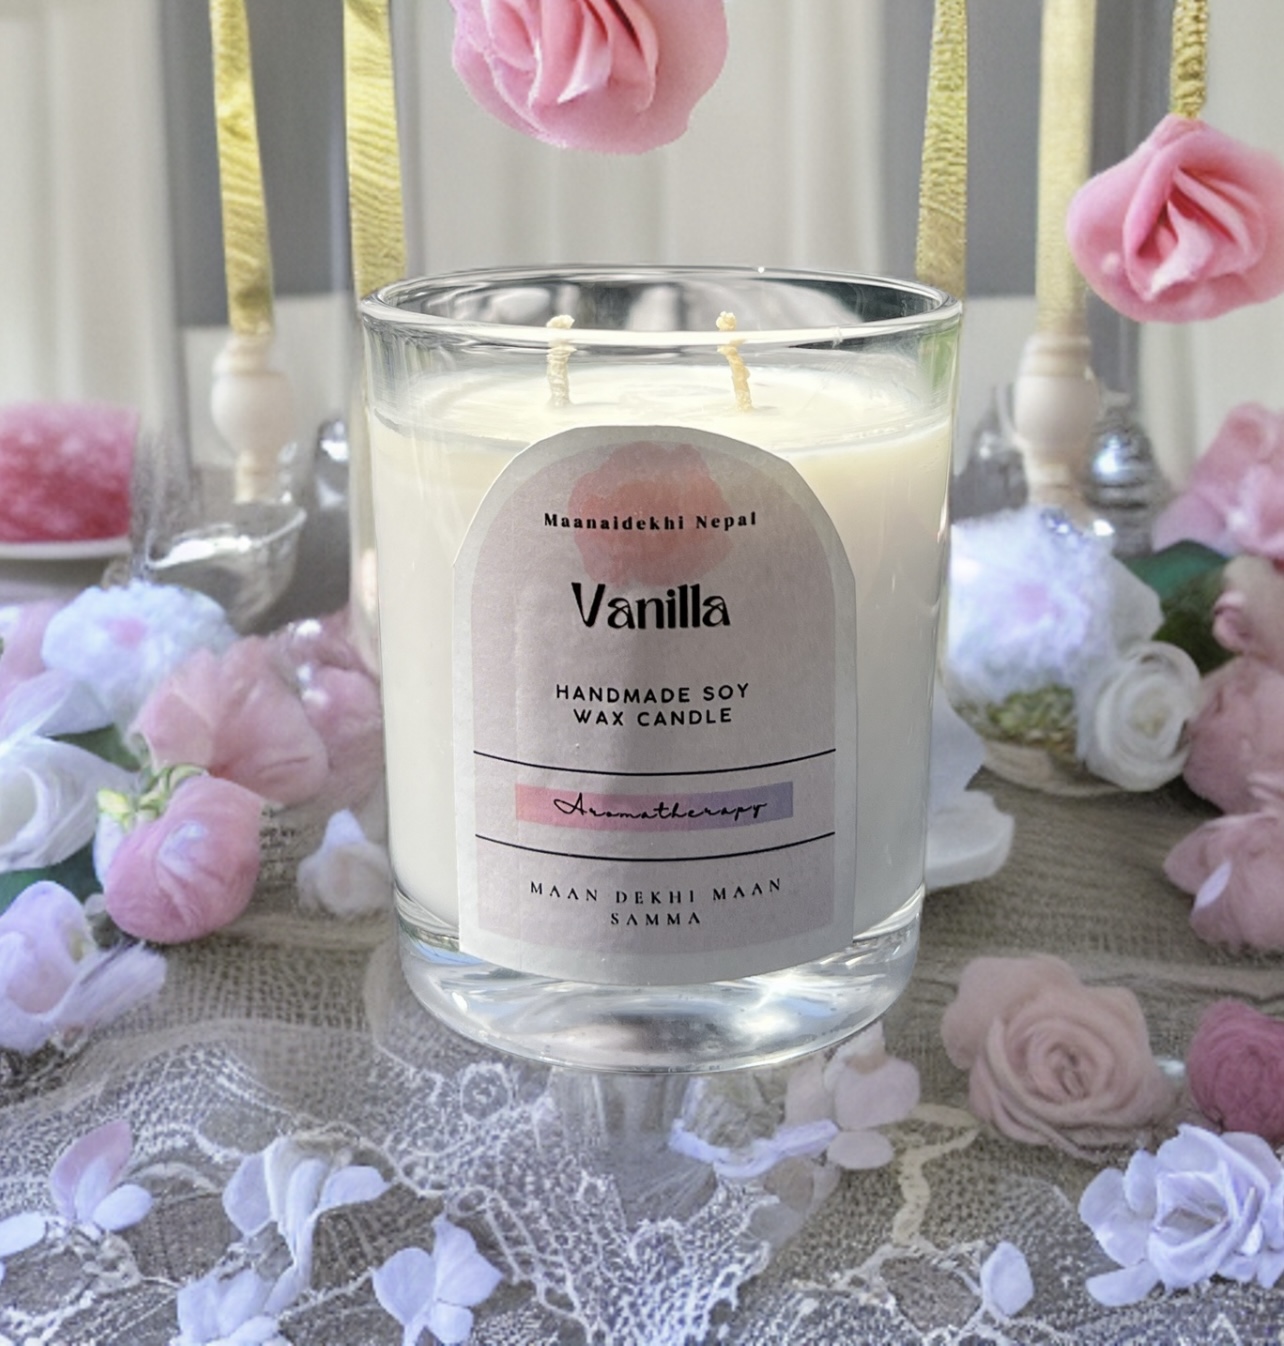 Maanaidekhi Nepal
Vanilla
HANDMADE SOY
WAX CANDLE
Aromatherapy
MAAN DEKHI MAAN
SAMMA